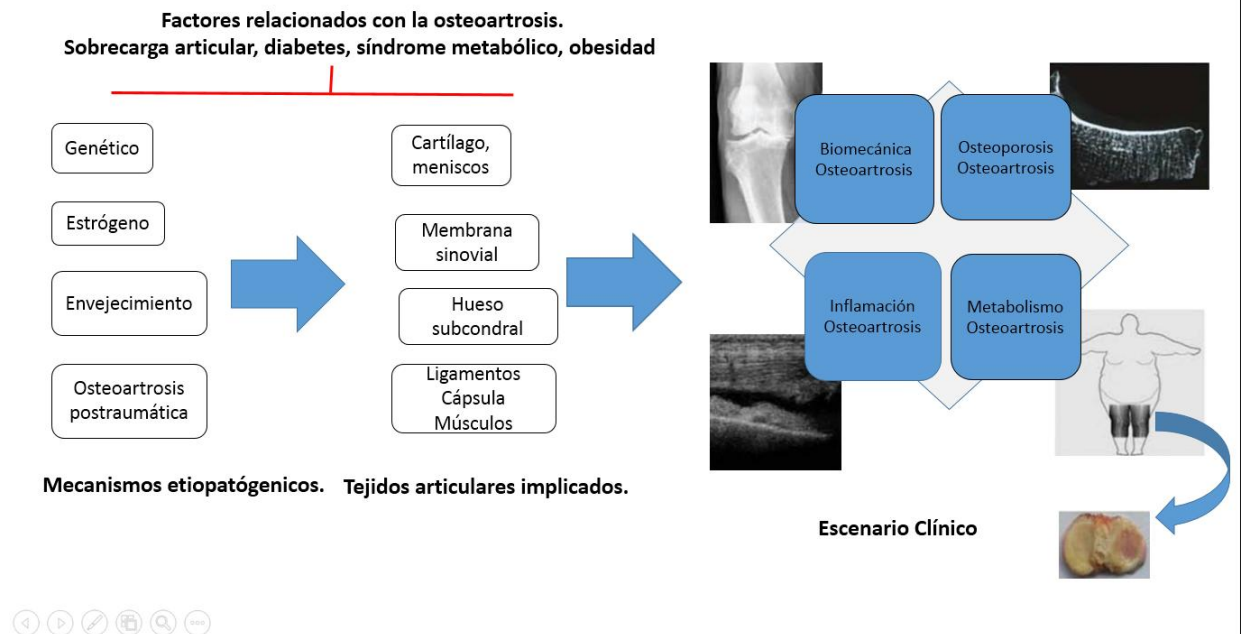 Factores relacionados con la osteoartrosis.
Sobrecarga articular, diabetes, síndrome metabólico, obesidad
Genético
Estrógeno
Envejecimiento
Osteoartrosis
postraumática
Mecanismos etiopatógenicos.
Cartílago,
meniscos
Membrana
sinovial
Hueso
subcondral
Ligamentos
Cápsula
Músculos
Tejidos articulares implicados.
Biomecánica
Osteoartrosis
Osteoporosis
Osteoartrosis
Inflamación
Osteoartrosis
Metabolismo
Osteoartrosis
Escenario Clínico